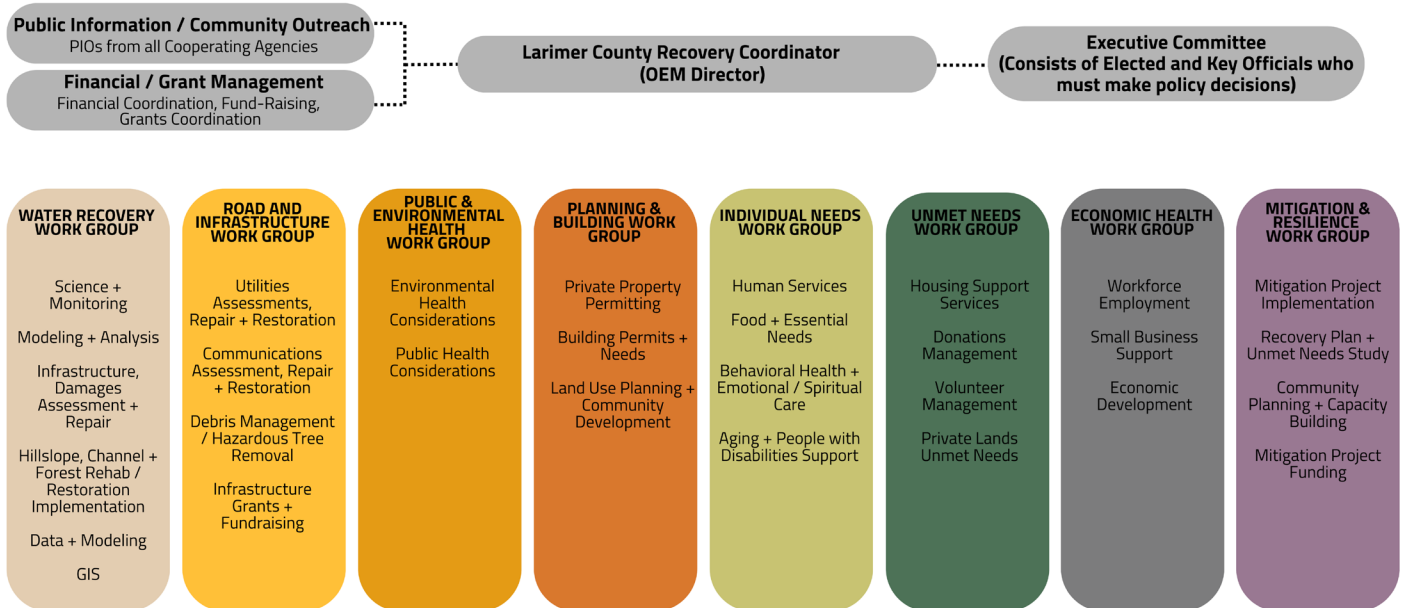 Public Information / Community Outreach
PIOs from all Cooperating Agencies
Financial / Grant Management
Financial Coordination, Fund-Raising,
Grants Coordination
Larimer County Recovery Coordinator
(OEM Director)
Executive Committee
(Consists of Elected and Key Officials who
must make policy decisions)
WATER RECOVERY
WORK GROUP
Science +
Monitoring
Modeling + Analysis
Infrastructure,
Damages
Assessment +
Repair
Hillslope, Channel +
Forest Rehab /
Restoration
Implementation
Data + Modeling
GIS
ROAD AND
INFRASTRUCTURE
WORK GROUP
Utilities
Assessments,
Repair + Restoration
Communications
Assessment, Repair
+ Restoration
Debris Management
/ Hazardous Tree
Removal
Infrastructure
Grants +
Fundraising
PUBLIC &
ENVIRONMENTAL
HEALTH
WORK GROUP
Environmental
Health
Considerations
Public Health
Considerations
PLANNING &
BUILDING WORK
GROUP
Private Property
Permitting
Building Permits +
Needs
Land Use Planning +
Community
Development
INDIVIDUAL NEEDS
WORK GROUP
Human Services
Food + Essential
Needs
Behavioral Health +
Emotional / Spiritual
Care
Aging + People with
Disabilities Support
UNMET NEEDS
WORK GROUP
Housing Support
Services
Donations
Management
Volunteer
Management
Private Lands
Unmet Needs
ECONOMIC HEALTH
WORK GROUP
Workforce
Employment
Small Business
Support
Economic
Development
MITIGATION &
RESILIENCE
WORK GROUP
Mitigation Project
Implementation
Recovery Plan +
Unmet Needs Study
Community
Planning + Capacity
Building
Mitigation Project
Funding